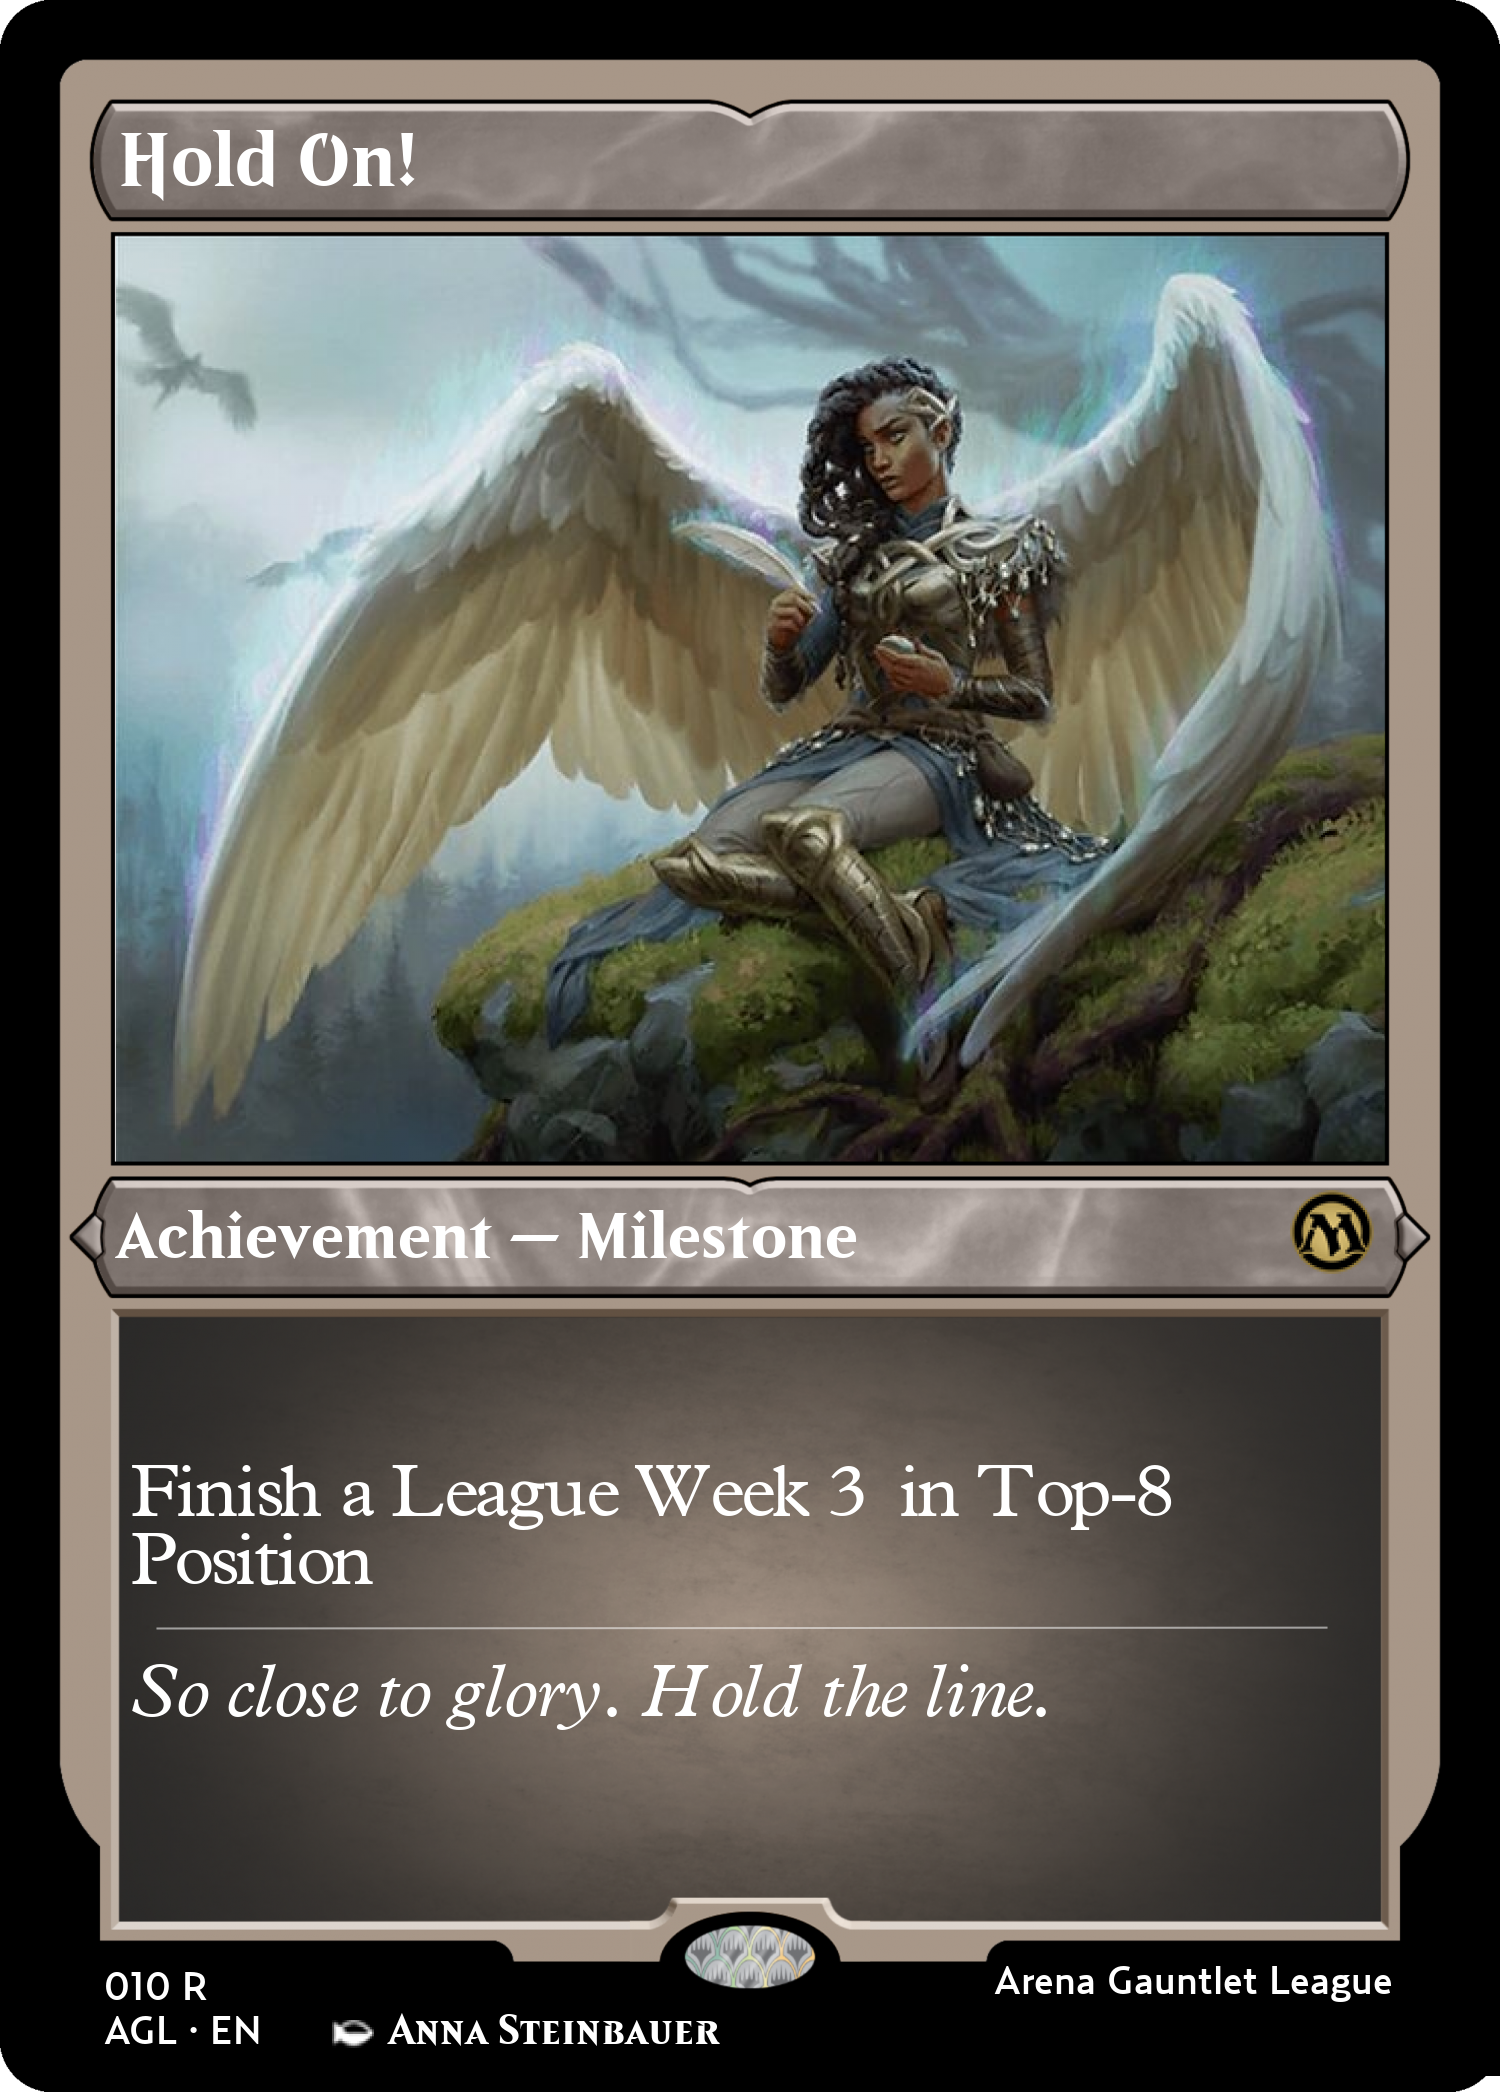 Hold On!
Achievement — Milestone
Finish a League Week 3  in Top-8
Position
So close to glory. Hold the line.
010 R
Arena Gauntlet League
AGL · EN
Anna Steinbauer